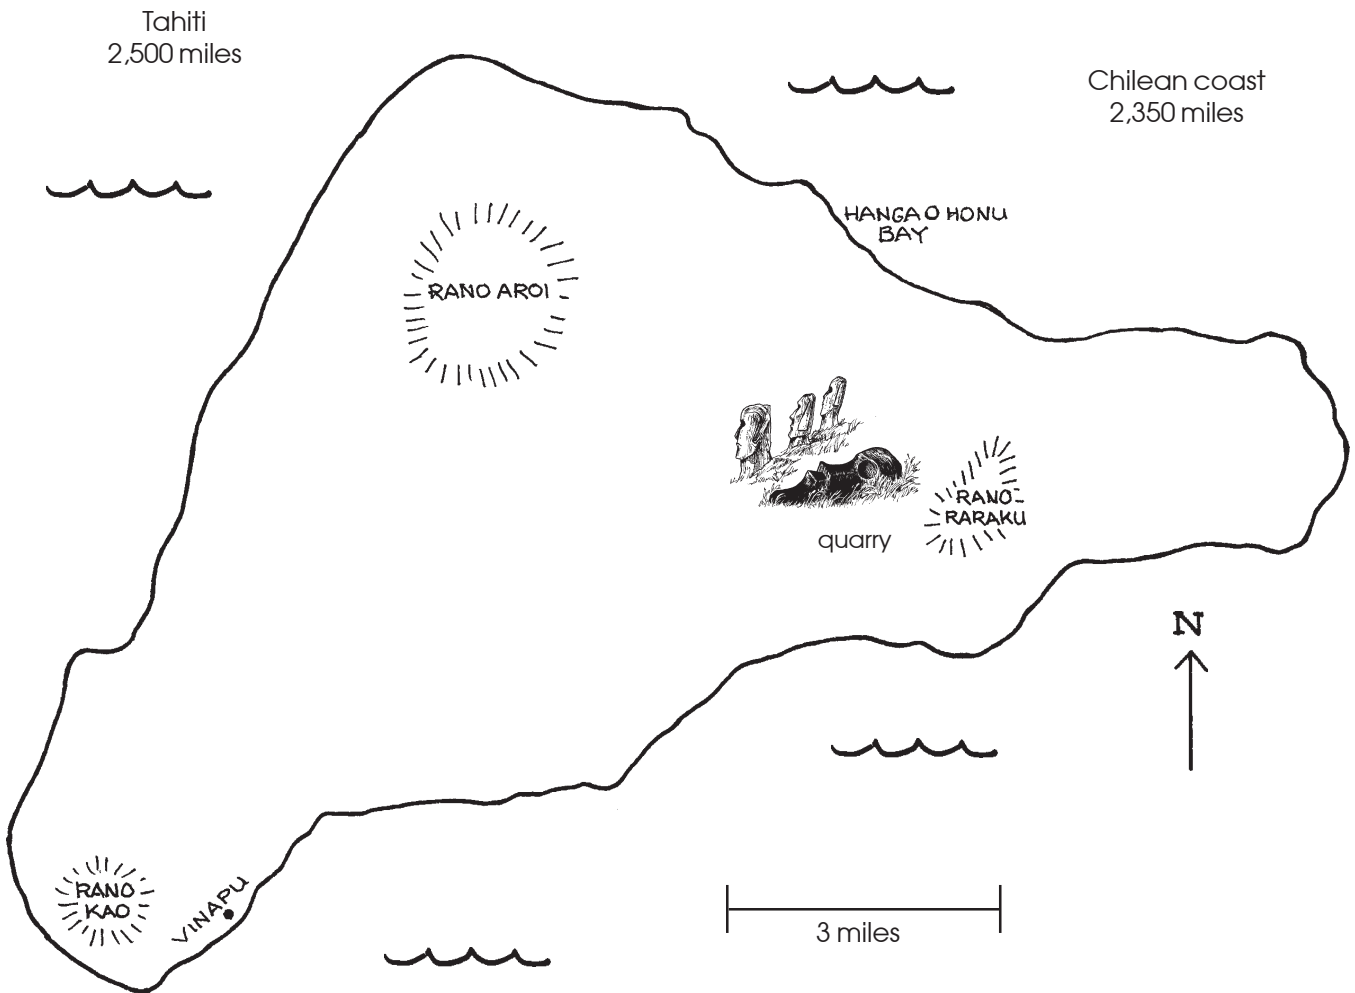 Tahiti
2,500 miles
Chilean coast
2,350 miles
HANGA O HONU
BAY
RANO AROI
RANO-
RARAKU
quarry
N
RANO
KAO
VINAPU
3 miles